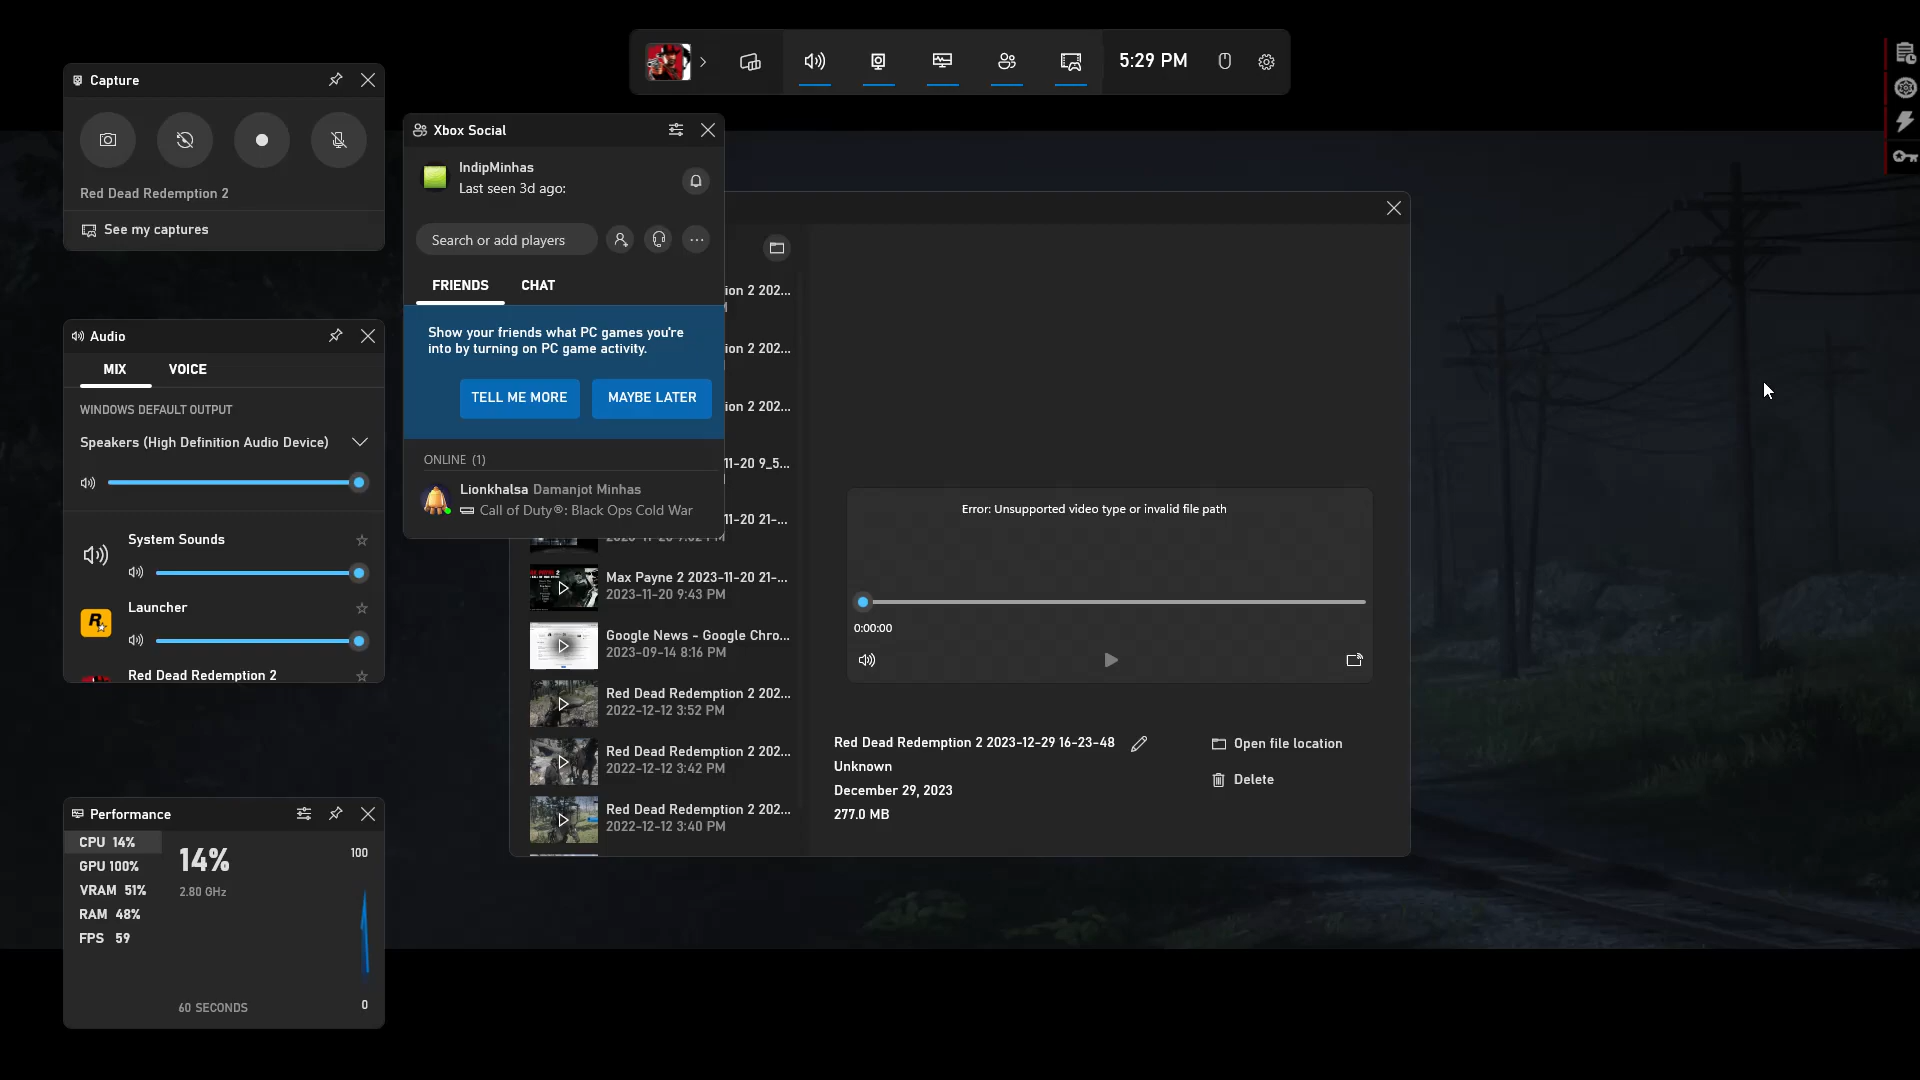 5:29 PM
Capture
Red Dead Redemption 2
See my captures
Xbox Social
IndipMinhas
Last seen 3d ago:
Search or add players
FRIENDS
CHAT
Show your friends what PC games you're
into by turning on PC game activity.
TELL ME MORE
MAYBE LATER
ONLINE (1)
Lionkhalsa Damanjot Minhas
Call of Duty®: Black Ops Cold War
Audio
MIX
VOICE
WINDOWS DEFAULT OUTPUT
Speakers (High Definition Audio Device)
System Sounds
Launcher
Red Dead Redemption 2
Performance
CPU 14%
GPU 100%
VRAM 51%
RAM 48%
FPS 59
14%
2.80 GHz
100
0
60 SECONDS
ion 2 202...
ion 2 202...
ion 2 202...
11-20 9_5...
11-20 21-...
Max Payne 2 2023-11-20 21-...
2023-11-20 9:43 PM
Google News - Google Chro...
2023-09-14 8:16 PM
Red Dead Redemption 2 202...
2022-12-12 3:52 PM
Red Dead Redemption 2 202...
2022-12-12 3:42 PM
Red Dead Redemption 2 202...
2022-12-12 3:40 PM
Error: Unsupported video type or invalid file path
0:00:00
Red Dead Redemption 2 2023-12-29 16-23-48
Unknown
December 29, 2023
277.0 MB
Open file location
Delete